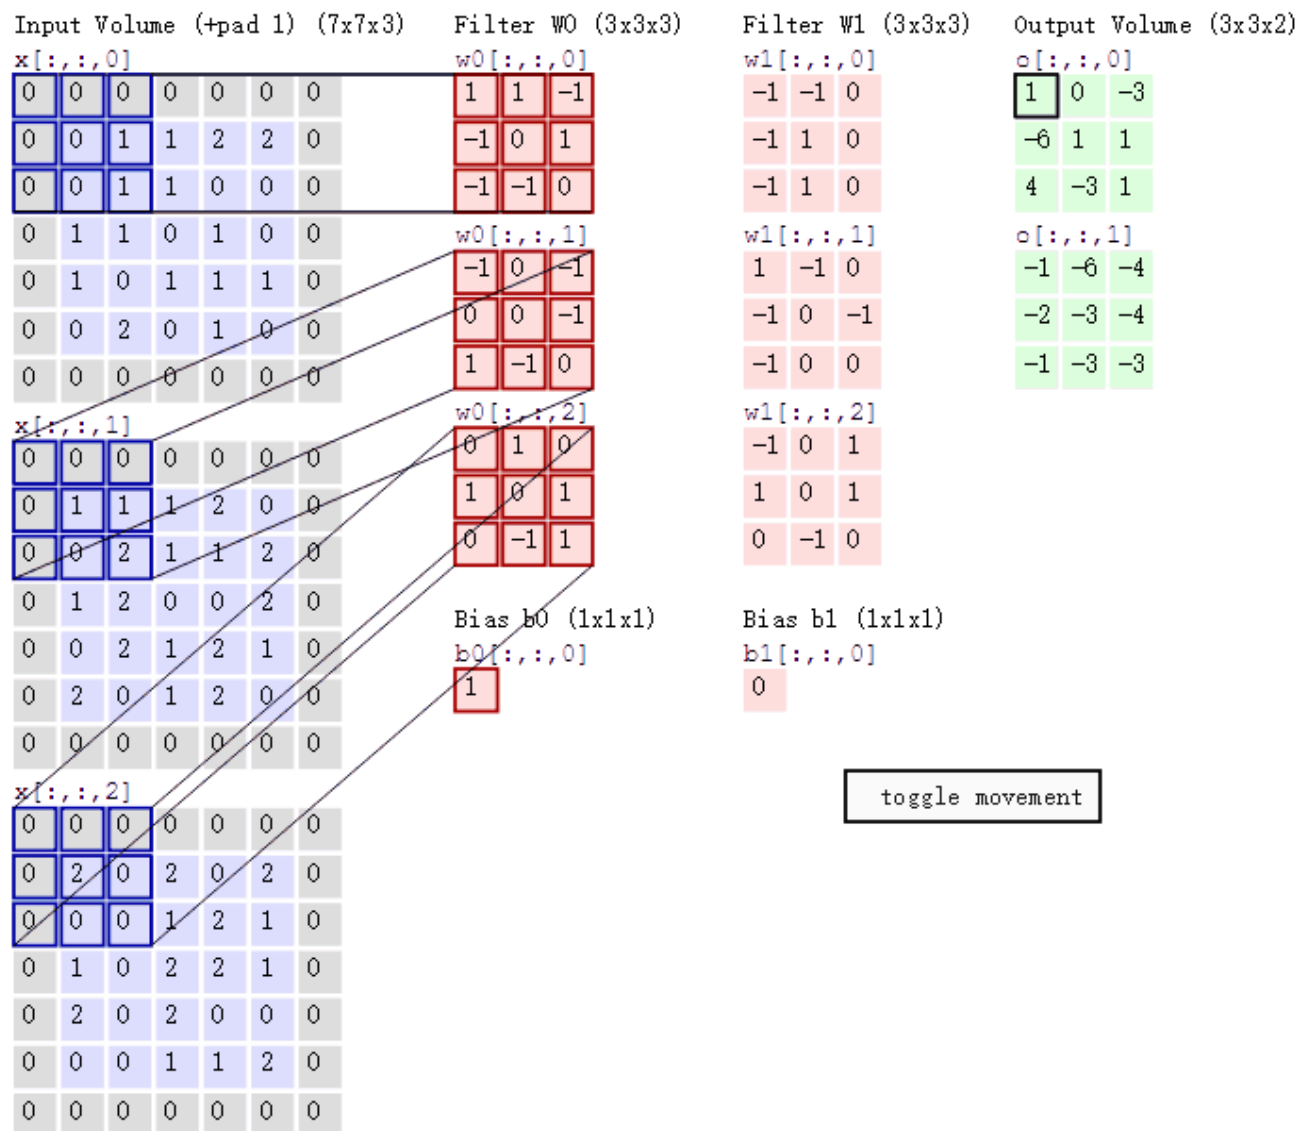 Input Volume (+pad 1) (7x7x3)
x[:,:,0]
0 0 0 0 0 0 0
0 0 1 1 2 2 0
0 0 1 1 0 0 0
0 1 1 0 1 0 0
0 1 0 1 1 1 0
0 0 2 0 1 0 0
0 0 0 0 0 0 0
x[:,:,1]
0 0 0 0 0 0 0
0 1 1 1 2 0 0
0 0 2 1 1 2 0
0 1 2 0 0 2 0
0 0 2 1 2 1 0
0 2 0 1 2 0 0
0 0 0 0 0 0 0
x[:,:,2]
0 0 0 0 0 0 0
0 2 0 2 0 2 0
0 0 0 1 2 1 0
0 1 0 2 2 1 0
0 2 0 2 0 0 0
0 0 0 1 1 2 0
0 0 0 0 0 0 0
Filter W0 (3x3x3)
w0[:,:,0]
1 1 -1
-1 0 1
-1 -1 0
w0[:,:,1]
-1 0 -1
0 0 -1
1 -1 0
w0[:,:,2]
0 1 0
1 0 1
0 -1 1
Bias b0 (1x1x1)
b0[:,:,0]
1
Filter W1 (3x3x3)
w1[:,:,0]
-1 -1 0
-1 1 0
-1 1 0
w1[:,:,1]
1 -1 0
-1 0 -1
-1 0 0
w1[:,:,2]
-1 0 1
1 0 1
0 -1 0
Bias b1 (1x1x1)
b1[:,:,0]
0
Output Volume (3x3x2)
o[:,:,0]
1 0 -3
-6 1 1
4 -3 1
o[:,:,1]
-1 -6 -4
-2 -3 -4
-1 -3 -3
toggle movement